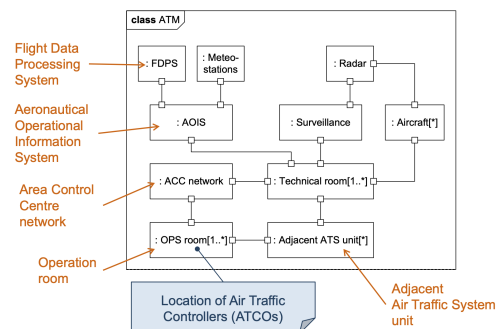 class ATM
Flight Data
Processing
System
: FDPS
: Meteo-
stations
: Radar
Aeronautical
Operational
Information
System
: AOIS
: Surveillance
: Aircraft[*]
Area Control
Centre
network
: ACC network
: Technical room[1..*]
: OPS room[1..*]
: Adjacent ATS unit[*]
Operation
room
Location of Air Traffic
Controllers (ATCOs)
Adjacent
Air Traffic System
unit